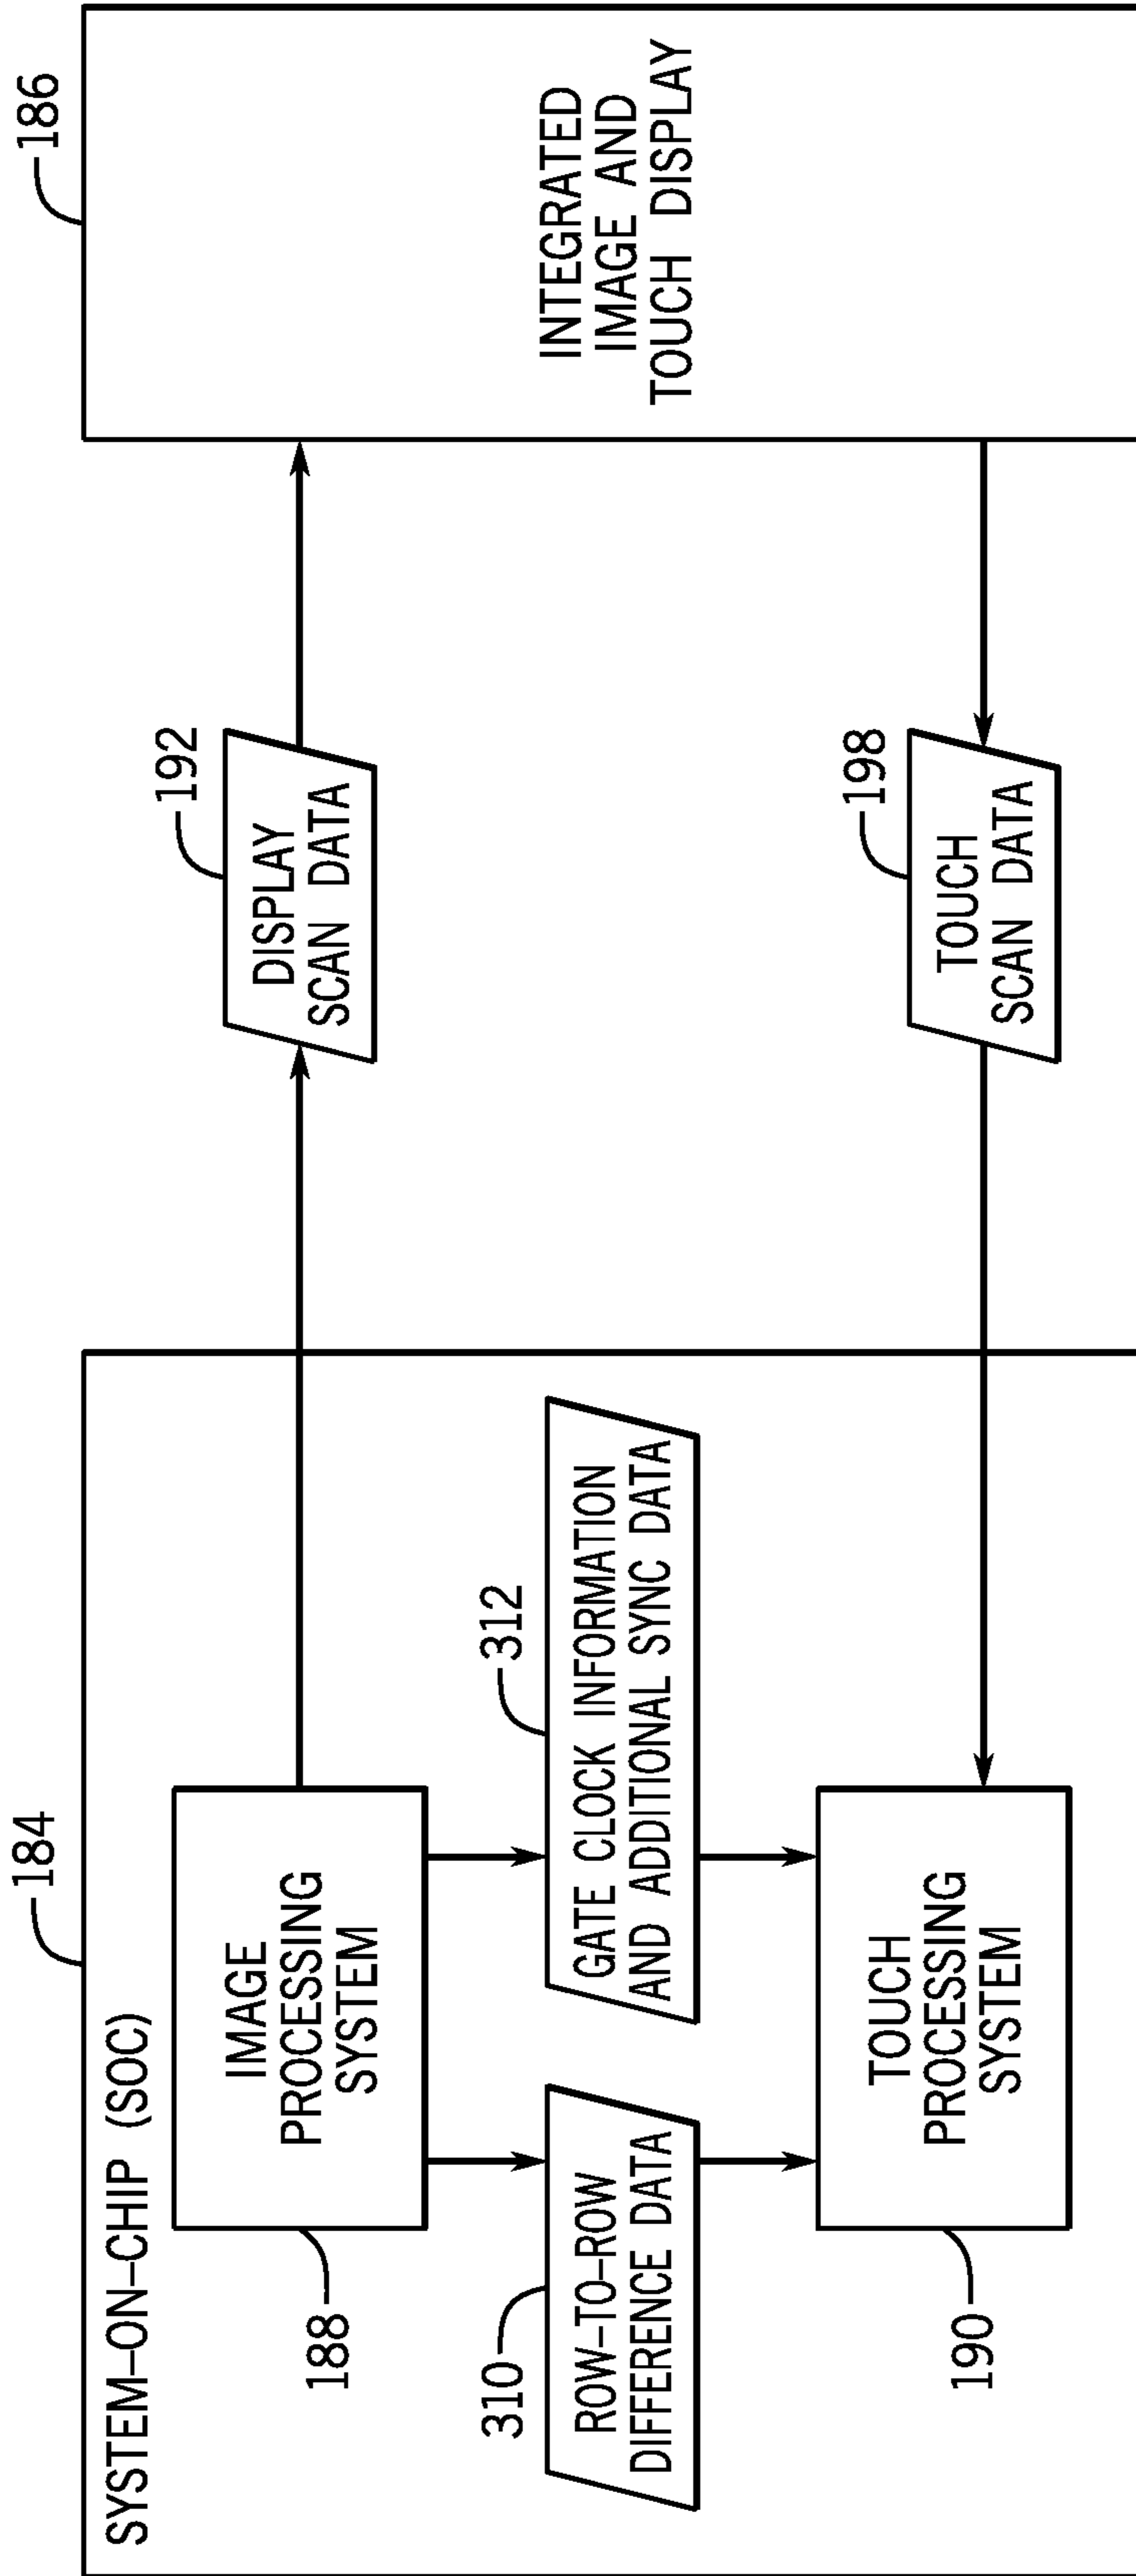 SYSTEM-ON-CHIP (SOC)
184
IMAGE
PROCESSING
SYSTEM
188
310
ROW-TO-ROW
DIFFERENCE DATA
312
GATE CLOCK INFORMATION
AND ADDITIONAL SYNC DATA
TOUCH
PROCESSING
SYSTEM
190
192
DISPLAY
SCAN DATA
198
TOUCH
SCAN DATA
186
INTEGRATED
IMAGE AND
TOUCH DISPLAY